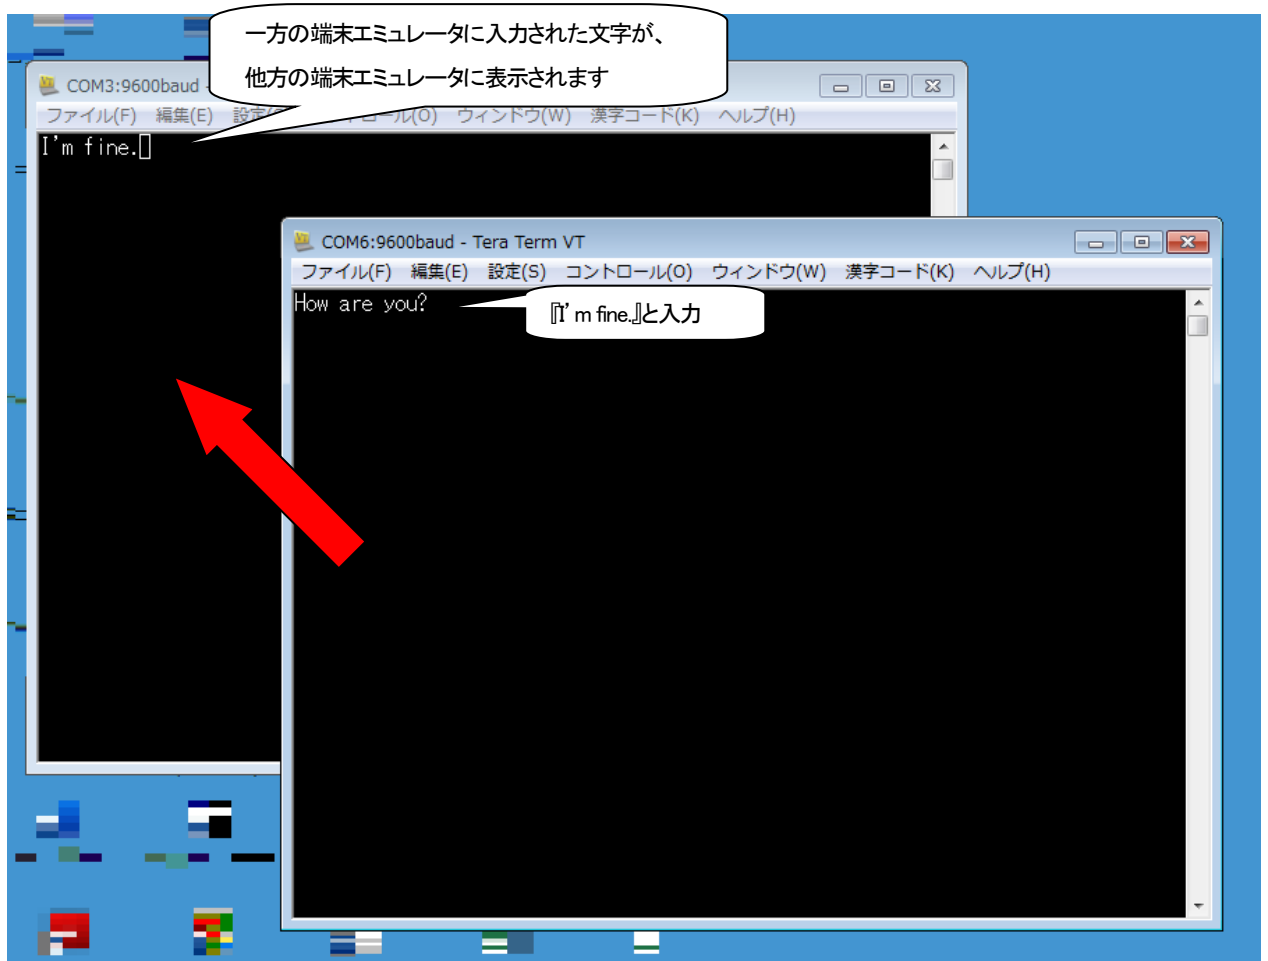 一方の端末エミュレータに入力された文字が、
他方の端末エミュレータに表示されます
COM3:9600baud -
ファイル(F) 編集(E) ル(O) ウィンドウ(W) 漢字コード(K) ヘルプ(H)
I'm fine.
COM6:9600baud - Tera Term VT
ファイル(F) 編集(E) 設定(S) コントロール(O) ウィンドウ(W) 漢字コード(K) ヘルプ(H)
How are you?
『I’m fine.』と入力